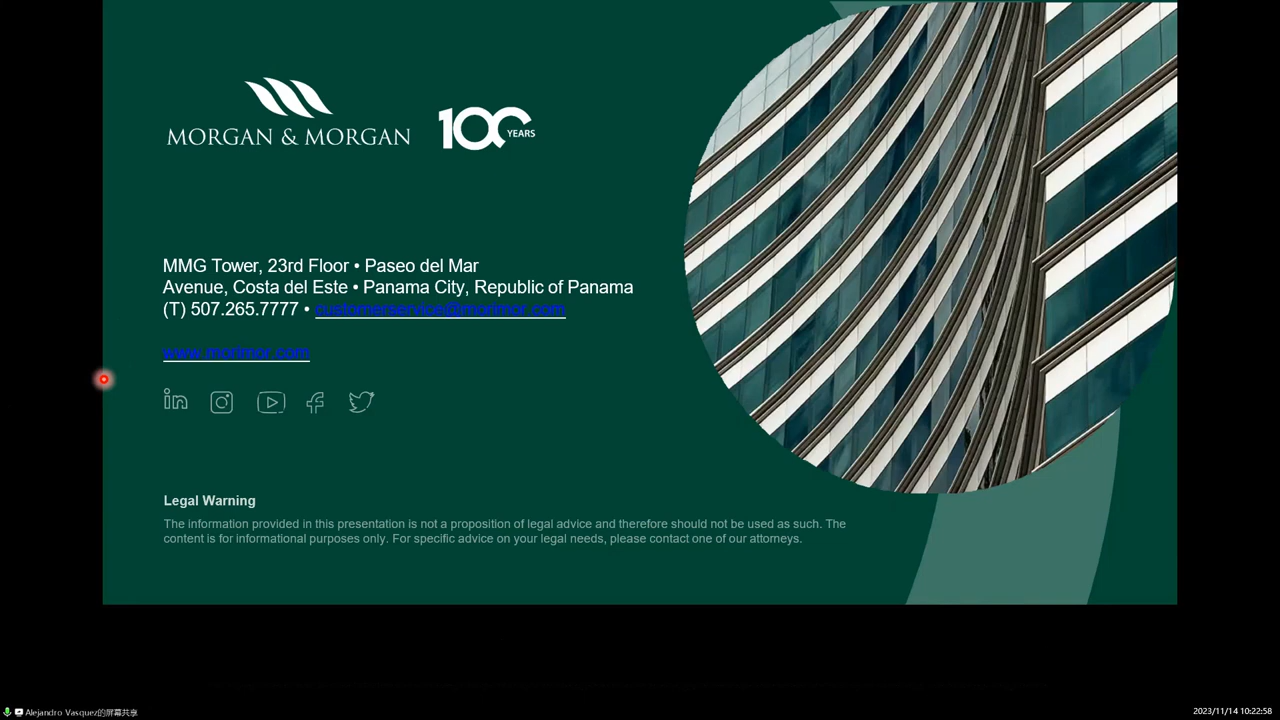 MORGAN & MORGAN
100 YEARS
MMG Tower, 23rd Floor • Paseo del Mar
Avenue, Costa del Este • Panama City, Republic of Panama
(T) 507.265.7777 • customerservice@morimor.com
www.morimor.com
Legal Warning
The information provided in this presentation is not a proposition of legal advice and therefore should not be used as such. The
content is for informational purposes only. For specific advice on your legal needs, please contact one of our attorneys.
Alejandro Vasquez的屏幕共享
2023/11/14 10:22:58